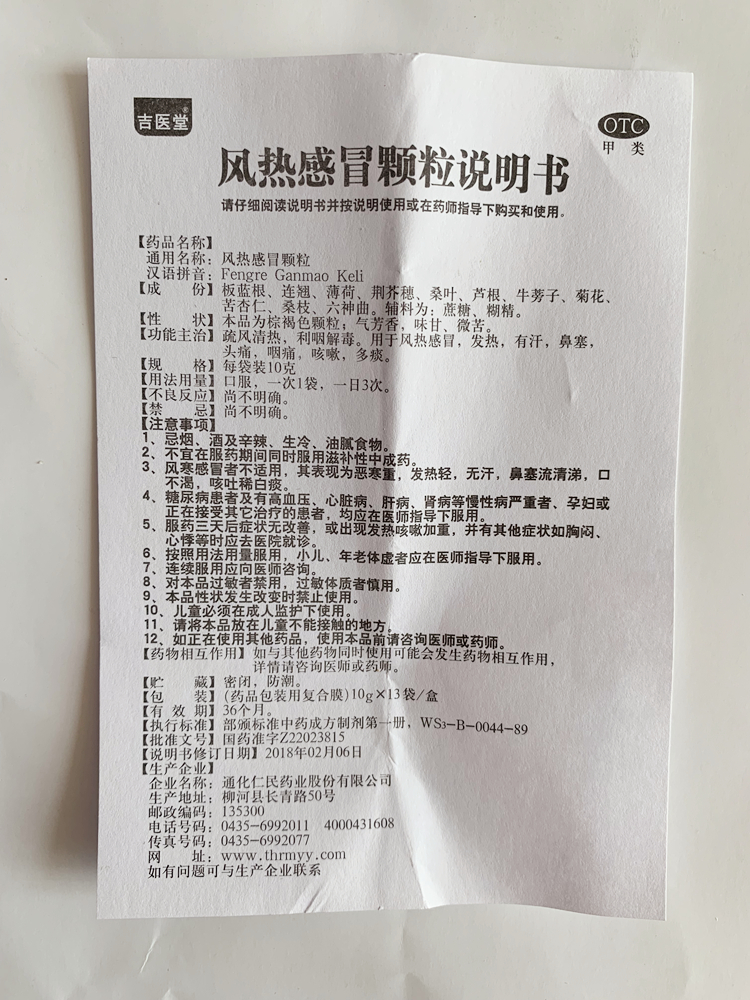 吉医堂®
OTC
甲 类
风热感冒颗粒说明书
请仔细阅读说明书并按说明使用或在药师指导下购买和使用。
【药品名称】
通用名称：风热感冒颗粒
汉语拼音：Fengre Ganmao Keli
【成 份】板蓝根、连翘、薄荷、荆芥穗、桑叶、芦根、牛蒡子、菊花、
苦杏仁、桑枝、六神曲。辅料为：蔗糖、糊精。
【性 状】本品为棕褐色颗粒；气芳香，味甘、微苦。
【功能主治】疏风清热，利咽解毒。用于风热感冒，发热，有汗，鼻塞，
头痛，咽痛，咳嗽，多痰。
【规 格】每袋装10克
【用法用量】口服，一次1袋，一日3次。
【不良反应】尚不明确。
【禁 忌】尚不明确。
【注意事项】
1、忌烟、酒及辛辣、生冷、油腻食物。
2、不宜在服药期间同时服用滋补性中成药。
3、风寒感冒者不适用，其表现为恶寒重，发热轻，无汗，鼻塞流清涕，口
不渴，咳吐稀白痰。
4、糖尿病患者及有高血压、心脏病、肝病、肾病等慢性病严重者、孕妇或
正在接受其它治疗的患者，均应在医师指导下服用。
5、服药三天后症状无改善，或出现发热咳嗽加重，并有其他症状如胸闷、
心悸等时应去医院就诊。
6、按照用法用量服用，小儿、年老体虚者应在医师指导下服用。
7、连续服用应向医师咨询。
8、对本品过敏者禁用，过敏体质者慎用。
9、本品性状发生改变时禁止使用。
10、儿童必须在成人监护下使用。
11、请将本品放在儿童不能接触的地方。
12、如正在使用其他药品，使用本品前请咨询医师或药师。
【药物相互作用】如与其他药物同时使用可能会发生药物相互作用，
详情请咨询医师或药师。
【贮 藏】密闭，防潮。
【包 装】(药品包装用复合膜)10g×13袋/盒
【有 效 期】36个月。
【执行标准】部颁标准中药成方制剂第一册，WS3-B-0044-89
【批准文号】国药准字Z22023815
【说明书修订日期】2018年02月06日
【生产企业】
企业名称：通化仁民药业股份有限公司
生产地址：柳河县长青路50号
邮政编码：135300
电话号码：0435-6992011 4000431608
传真号码：0435-6992077
网 址：www.thrmyy.com
如有问题可与生产企业联系